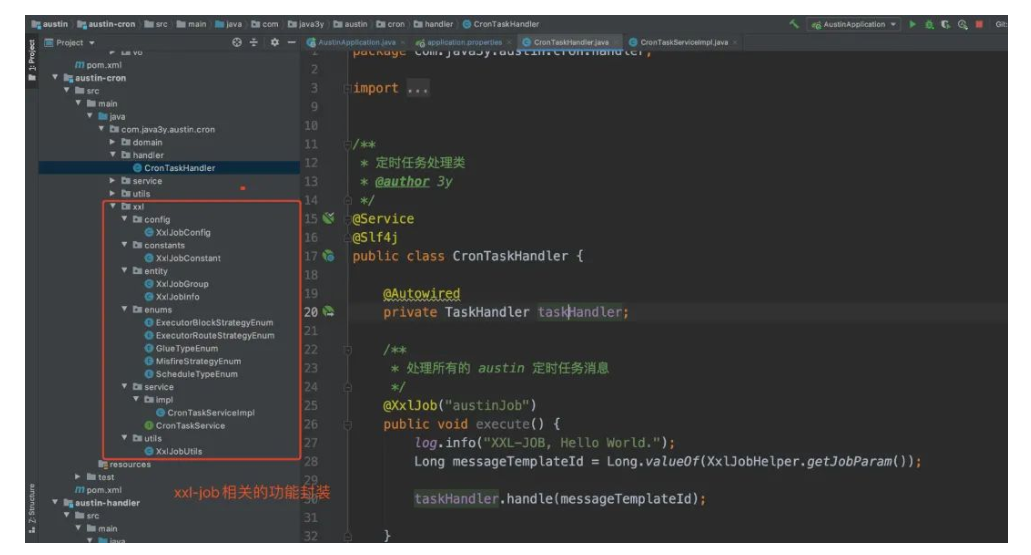 austin austin-cron src main java com java3y austin cron handler CronTaskHandler AustinApplication Git:
Project AustinApplication.java application.properties CronTaskHandler.java CronTaskServiceImpl.java
1: Project
vo
pom.xml
austin-cron
src
main
java
com.java3y.austin.cron
domain
handler
CronTaskHandler
service
utils
xxl
config
XxlJobConfig
constants
XxlJobConstant
entity
XxlJobGroup
XxlJobInfo
enums
ExecutorBlockStrategyEnum
ExecutorRouteStrategyEnum
GlueTypeEnum
MisfireStrategyEnum
ScheduleTypeEnum
service
impl
CronTaskServiceImpl
CronTaskService
utils
XxlJobUtils
resources
test
pom.xml
austin-handler
src
main
java
xxl-job相关的功能封装
Z: Structure
1 package com.java3y.austin.cron.handler;
2
3 import ...
9
10
11 /**
12 * 定时任务处理类
13 * @author 3y
14 */
15 @Service
16 @Slf4j
17 public class CronTaskHandler {
18
19 @Autowired
20 private TaskHandler taskHandler;
21
22 /**
23 * 处理所有的 austin 定时任务消息
24 */
25 @XxlJob("austinJob")
26 public void execute() {
27 log.info("XXL-JOB, Hello World.");
28 Long messageTemplateId = Long.valueOf(XxlJobHelper.getJobParam());
29
30 taskHandler.handle(messageTemplateId);
31
32 }